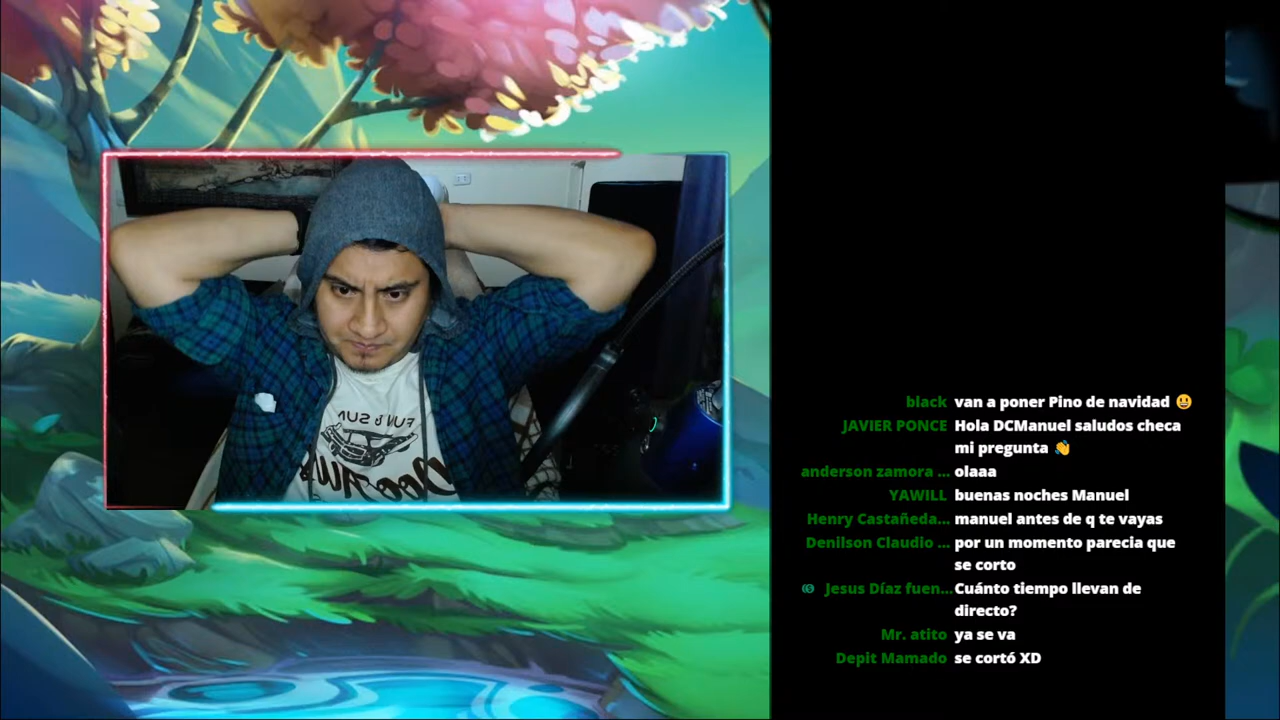 FUN & SUN
black van a poner Pino de navidad 😃
JAVIER PONCE Hola DCManuel saludos checa
mi pregunta 👏
anderson zamora ... olaaa
YAWILL buenas noches Manuel
Henry Castañeda... manuel antes de q te vayas
Denilson Claudio ... por un momento parecia que
se corto
Jesus Díaz fuen... Cuánto tiempo llevan de
directo?
Mr. atito ya se va
Depit Mamado se cortó XD